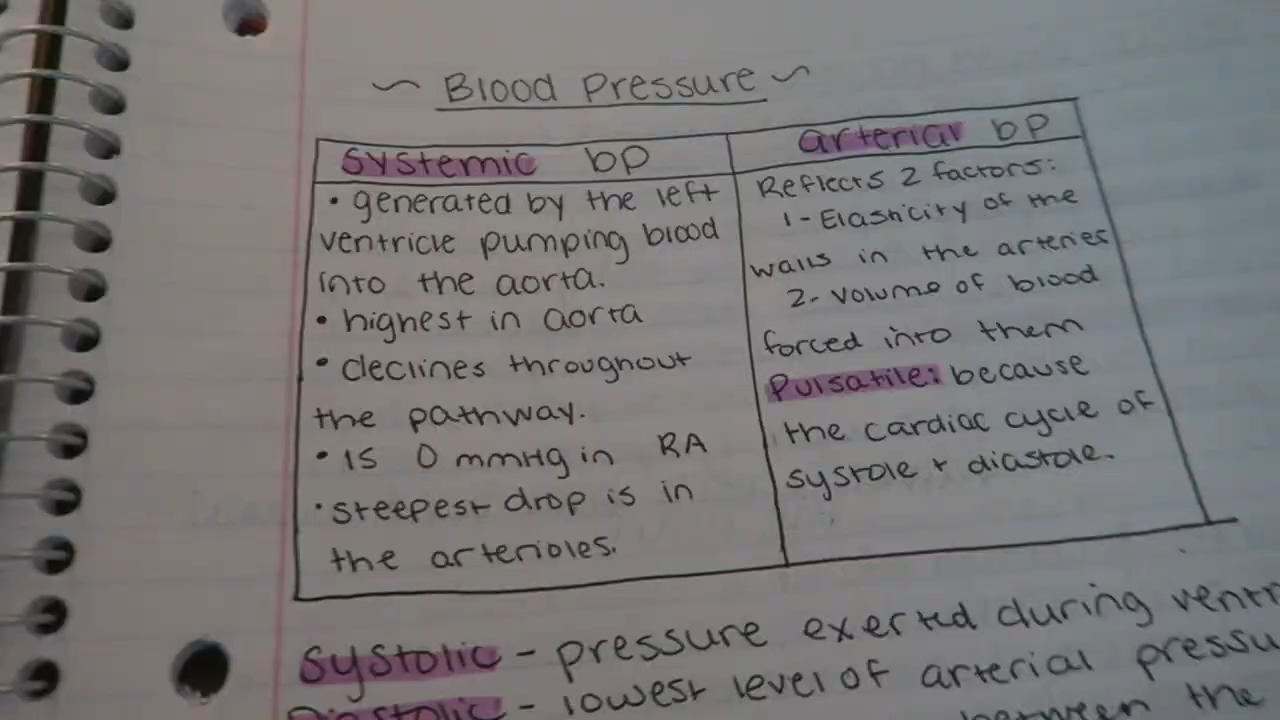 ~ Blood Pressure ~
systemic bp
• generated by the left
ventricle pumping blood
into the aorta.
• highest in aorta
• declines throughout
the pathway.
• is 0 mmHg in RA
• steepest drop is in
the arterioles.
arterial bp
Reflects 2 factors:
1- Elasticity of the
walls in the arteries
2- Volume of blood
forced into them
Pulsatile: because
the cardiac cycle of
systole + diastole.
Systolic - pressure exerted during
Diastolic - lowest level of arterial
between the